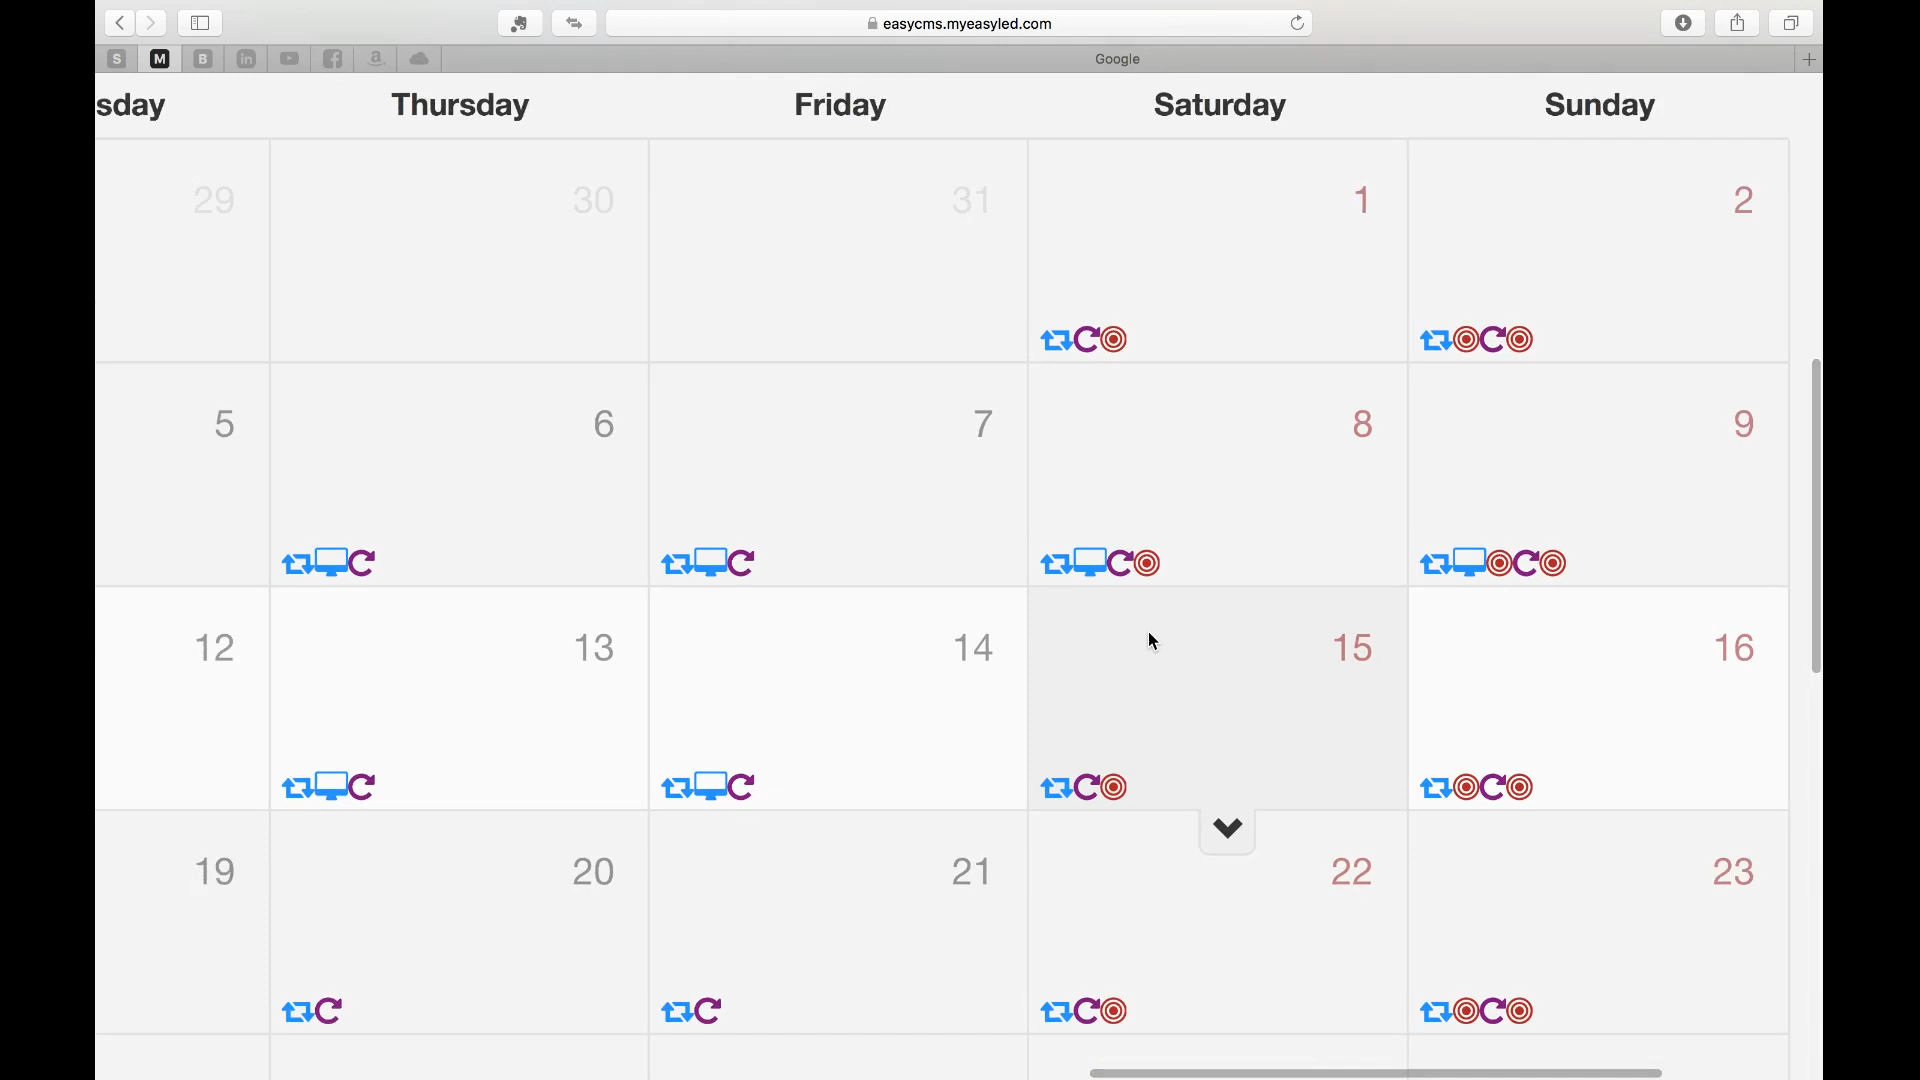 easycms.myeasyled.com
S M B in f a Google
sday Thursday Friday Saturday Sunday
29 30 31 1 2
5 6 7 8 9
12 13 14 15 16
19 20 21 22 23